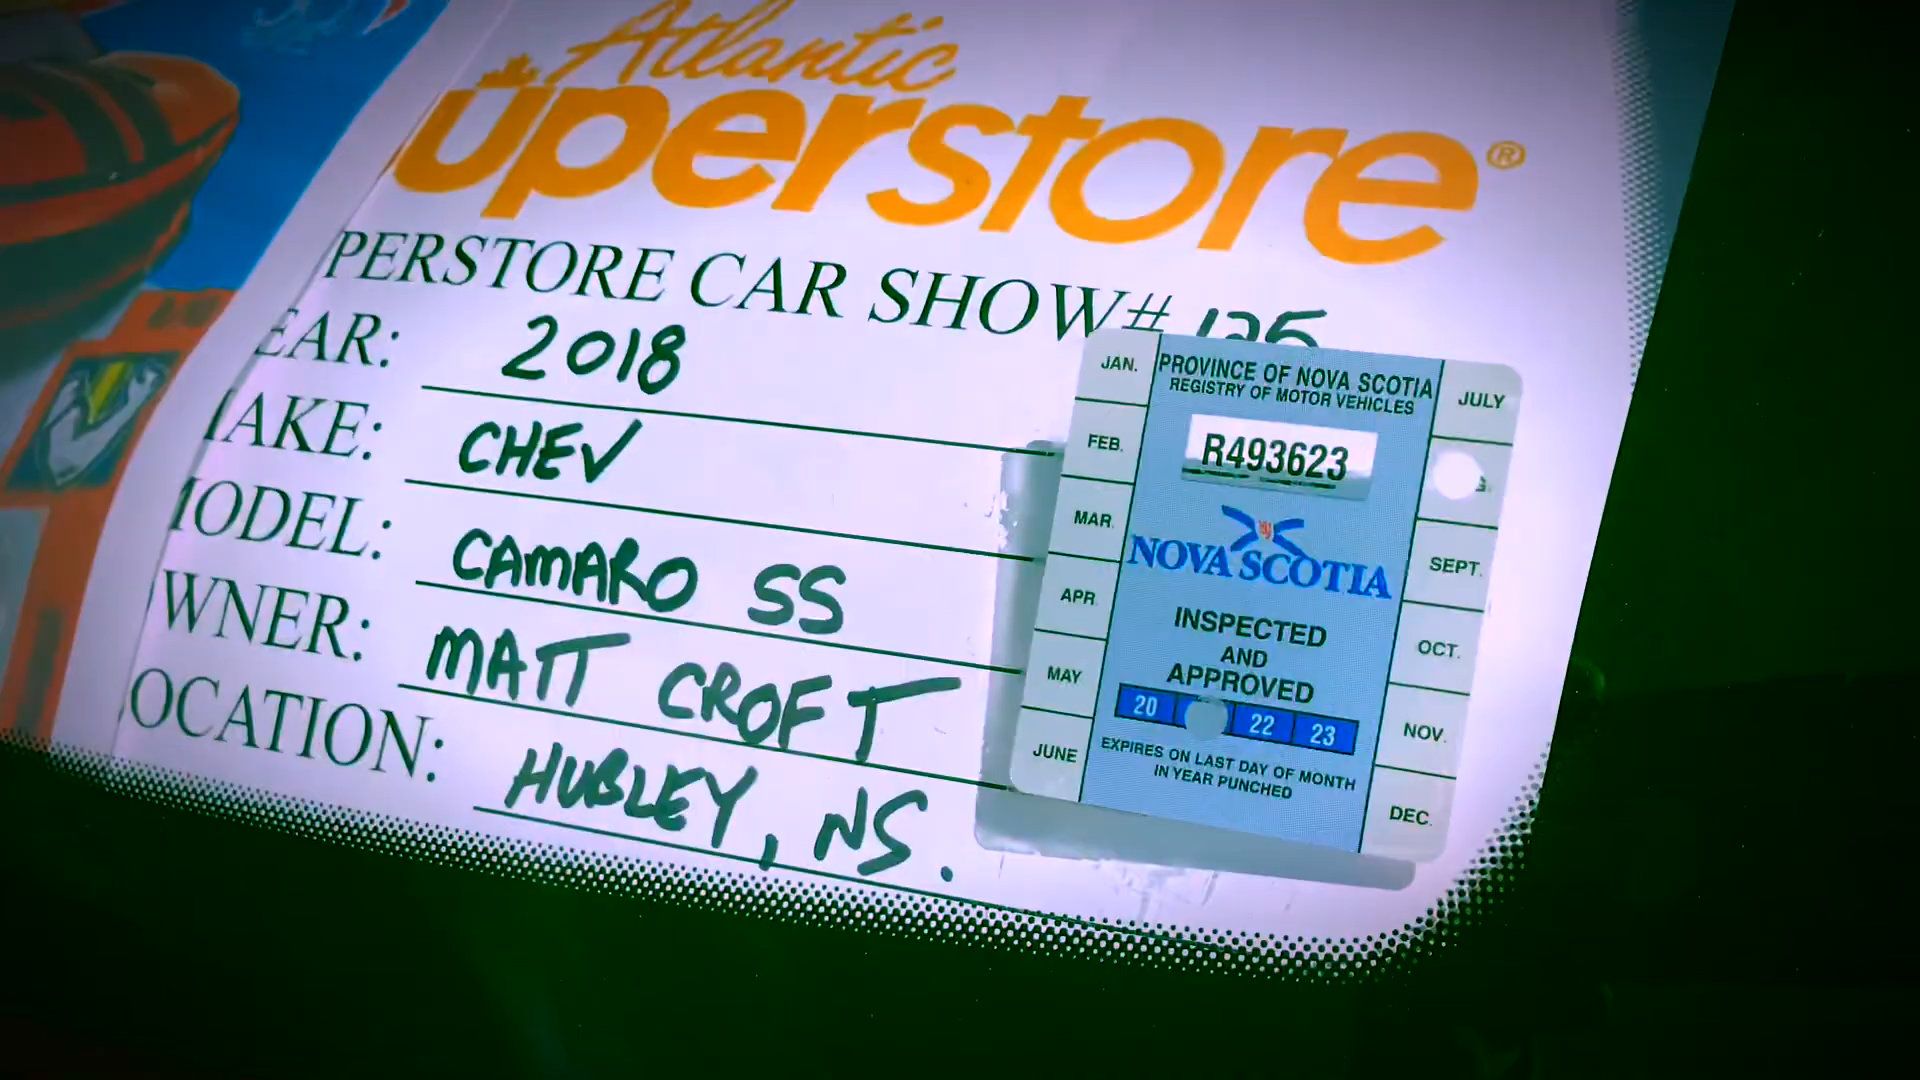 Atlantic
uperstore®
PERSTORE CAR SHOW# 125
EAR: 2018
AKE: CHEV
MODEL: CAMARO SS
WNER: MATT CROFT
OCATION: HUBLEY, NS.
PROVINCE OF NOVA SCOTIA
REGISTRY OF MOTOR VEHICLES
R493623
NOVA SCOTIA
INSPECTED
AND
APPROVED
20 22 23
EXPIRES ON LAST DAY OF MONTH
IN YEAR PUNCHED
JAN.
FEB.
MAR.
APR.
MAY
JUNE
JULY
G.
SEPT.
OCT.
NOV.
DEC.